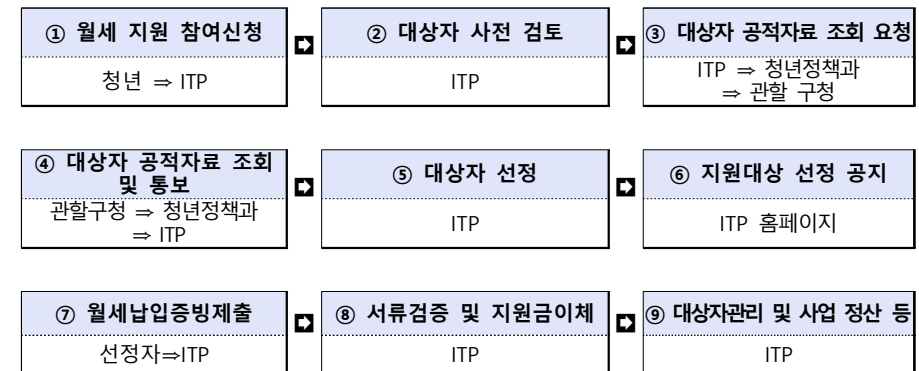 ① 월세 지원 참여신청
청년 ⇒ ITP
② 대상자 사전 검토
ITP
③ 대상자 공적자료 조회 요청
ITP ⇒ 청년정책과
⇒ 관할 구청
④ 대상자 공적자료 조회
및 통보
관할구청 ⇒ 청년정책과
⇒ ITP
⑤ 대상자 선정
ITP
⑥ 지원대상 선정 공지
ITP 홈페이지
⑦ 월세납입증빙제출
선정자⇒ITP
⑧ 서류검증 및 지원금이체
ITP
⑨ 대상자관리 및 사업 정산 등
ITP